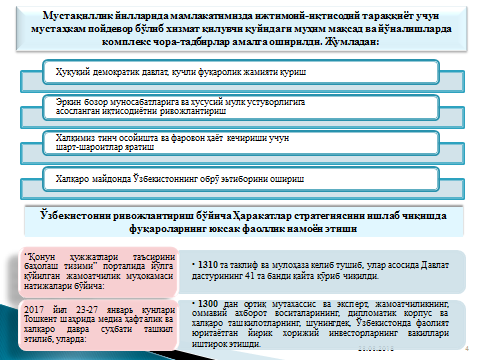 Мустақиллик йилларида мамлакатимизда ижтимоий-иқтисодий тараққиёт учун
мустаҳкам пойдевор бўлиб хизмат қилувчи қуйидаги муҳим мақсад ва йўналишларда
комплекс чора-тадбирлар амалга оширилди. Жумладан:
Ҳуқуқий демократик давлат, кучли фуқаролик жамияти қуриш
Эркин бозор муносабатларига ва хусусий мулк устуворлигига
асосланган иқтисодиётни ривожлантириш
Халқимиз тинч осойишта ва фаровон ҳаёт кечириши учун
шарт-шароитлар яратиш
Халқаро майдонда Ўзбекистоннинг обрў эътиборини ошириш
Ўзбекистонни ривожлантириш бўйича Ҳаракатлар стратегиясини ишлаб чиқишда
фуқароларнинг юксак фаоллик намоён этиши
“Қонун ҳужжатлари таъсирини
баҳолаш тизими” порталида йўлга
қўйилган жамоатчилик муҳокамаси
натижалари бўйича:
• 1310 та таклиф ва мулоҳаза келиб тушиб, улар асосида Давлат
дастурининг 41 та банди қайта кўриб чиқилди.
2017 йил 23-27 январь кунлари
Тошкент шаҳрида медиа ҳафталик ва
халқаро давра суҳбати ташкил
этилиб, уларда:
• 1300 дан ортиқ мутахассис ва эксперт, жамоатчиликнинг,
оммавий ахборот воситаларининг, дипломатик корпус ва
халқаро ташкилотларнинг, шунингдек, Ўзбекистонда фаолият
юритаётган йирик хорижий инвесторларнинг вакиллари
иштирок этишди.
4